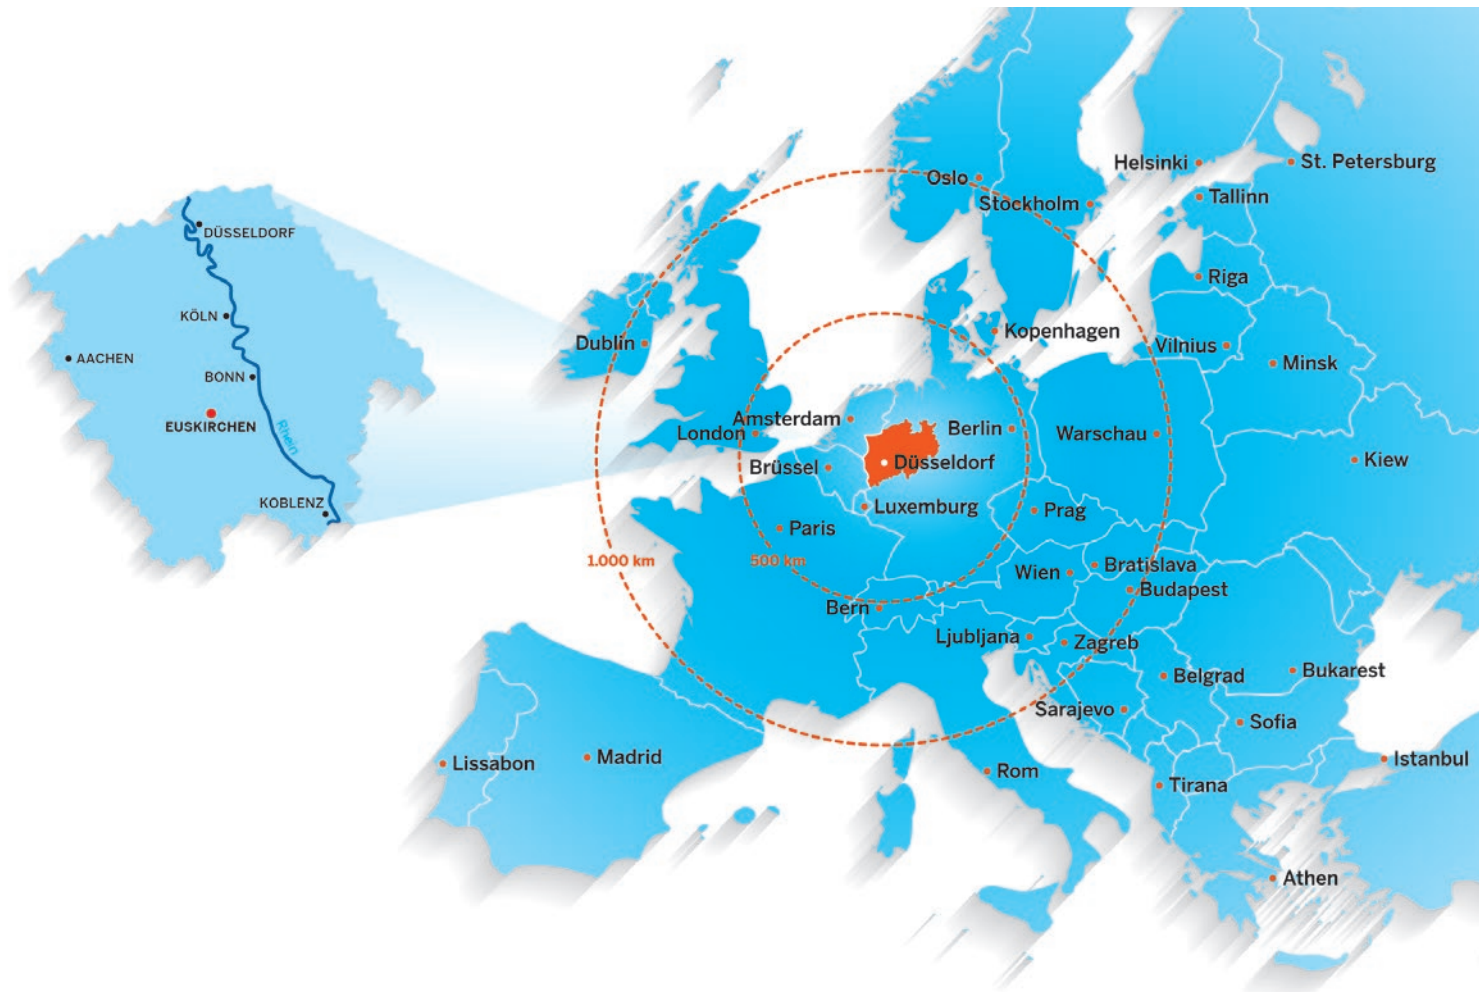 DÜSSELDORF
KÖLN
AACHEN
BONN
EUSKIRCHEN
Rhein
KOBLENZ
Helsinki
St. Petersburg
Oslo
Stockholm
Tallinn
Riga
Kopenhagen
Dublin
Vilnius
Minsk
Amsterdam
London
Berlin
Warschau
Brüssel
Düsseldorf
Kiew
Luxemburg
Prag
Paris
1.000 km
500 km
Wien
Bratislava
Budapest
Bern
Ljubljana
Zagreb
Belgrad
Bukarest
Sarajevo
Sofia
Lissabon
Madrid
Rom
Istanbul
Tirana
Athen